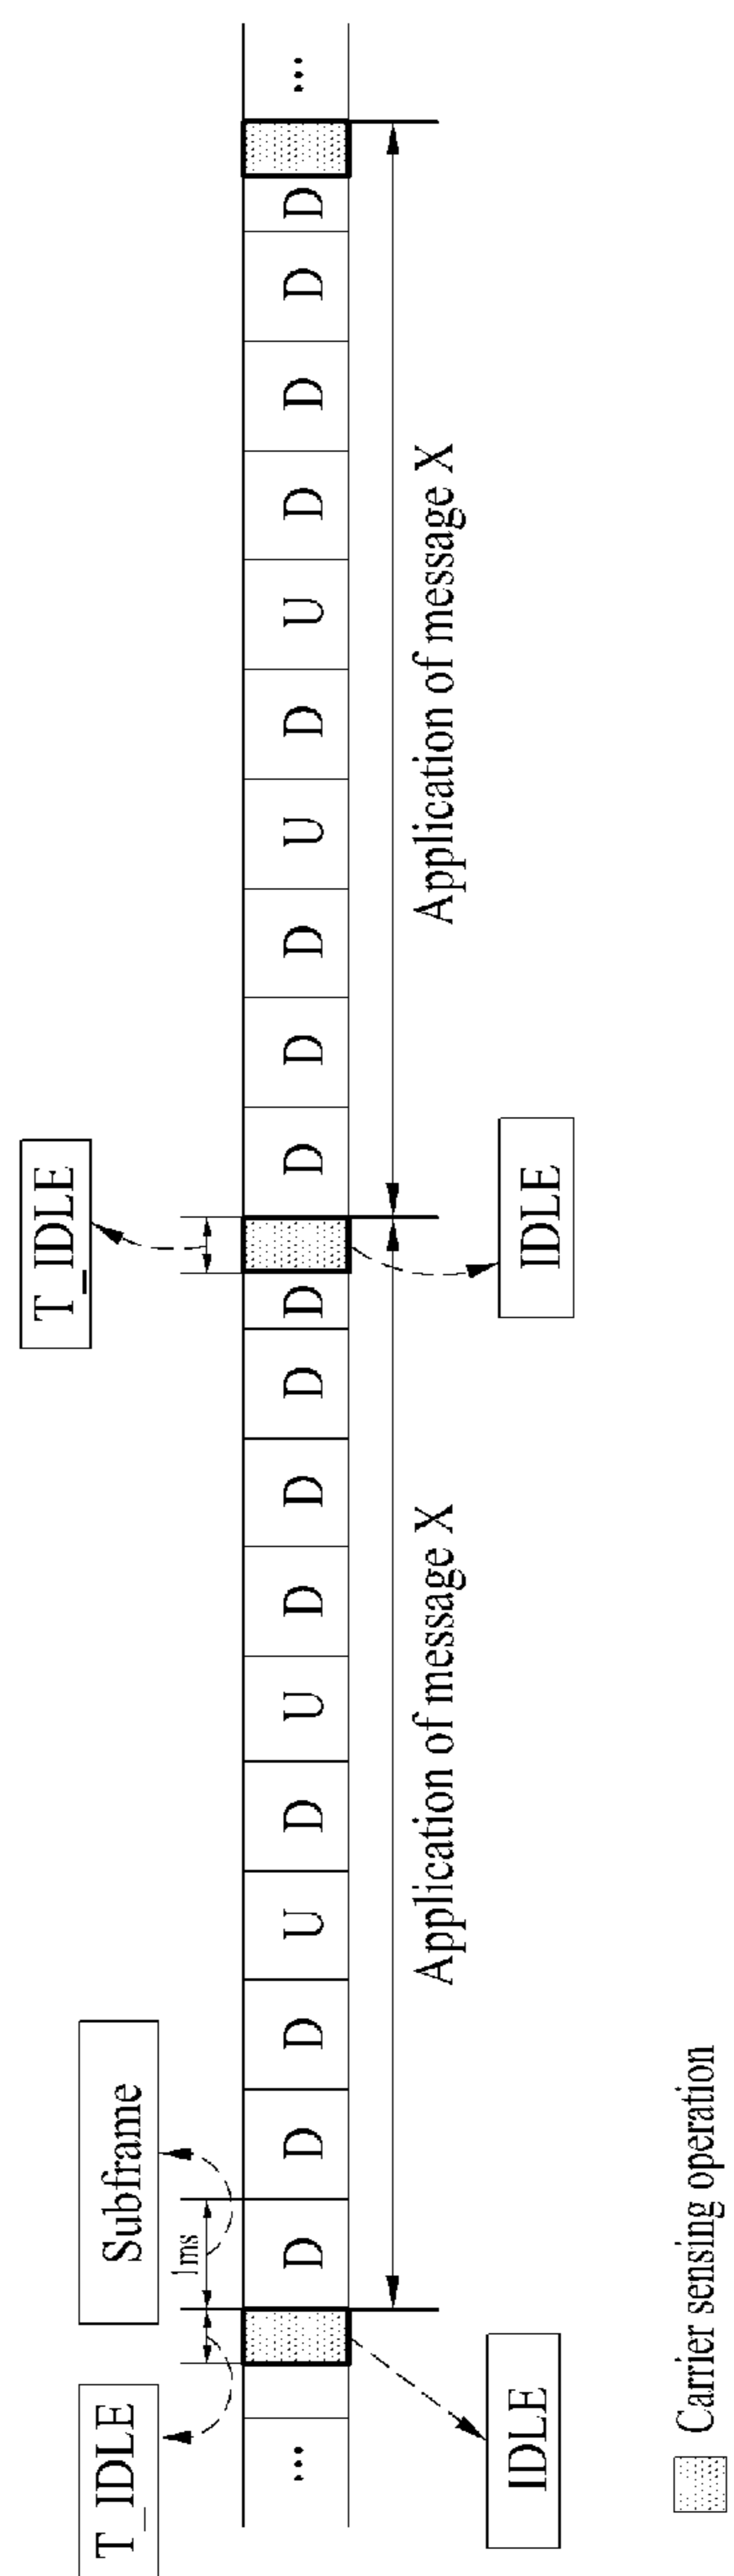 T_IDLE
T_IDLE Subframe
1ms
... D D D U D U D D D D D D D U D U D D D D ...
Application of message X Application of message X
IDLE IDLE
Carrier sensing operation